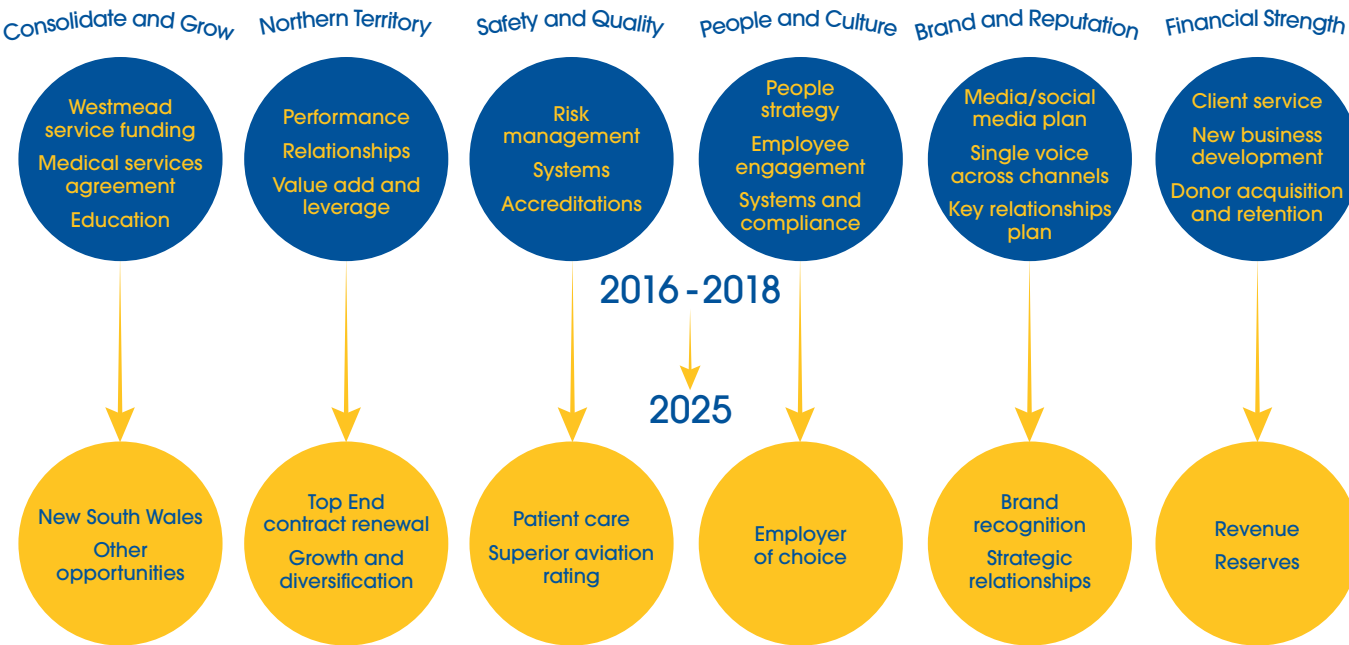 Consolidate and Grow
Northern Territory
Safety and Quality
People and Culture
Brand and Reputation
Financial Strength
Westmead
service funding
Medical services
agreement
Education
Performance
Relationships
Value add and
leverage
Risk
management
Systems
Accreditations
People
strategy
Employee
engagement
Systems and
compliance
Media/social
media plan
Single voice
across channels
Key relationships
plan
Client service
New business
development
Donor acquisition
and retention
2016 - 2018
2025
New South Wales
Other
opportunities
Top End
contract renewal
Growth and
diversification
Patient care
Superior aviation
rating
Employer
of choice
Brand
recognition
Strategic
relationships
Revenue
Reserves